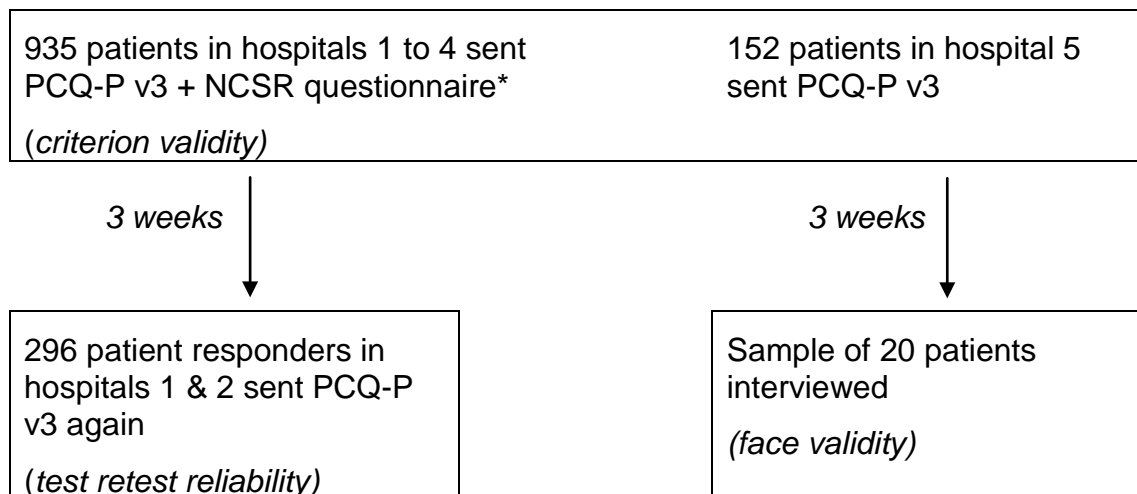 935 patients in hospitals 1 to 4 sent
PCQ-P v3 + NCSR questionnaire*
(criterion validity)
152 patients in hospital 5
sent PCQ-P v3
3 weeks
3 weeks
296 patient responders in
hospitals 1 & 2 sent PCQ-P
v3 again
(test retest reliability)
Sample of 20 patients
interviewed
(face validity)